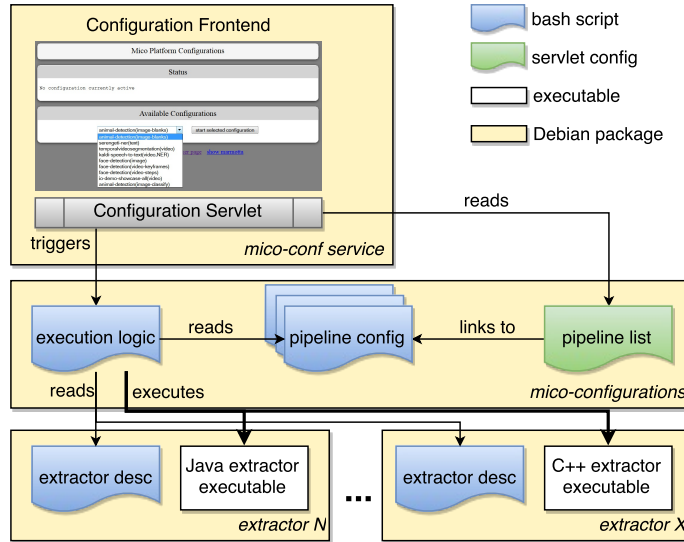 Configuration Frontend
Mico Platform Configurations
Status
No configuration currently active
Available Configurations
animal-detection(image-blanks)
start selected configuration
animal-detection(image-blanks)
serengeti-ner(text)
temporalvideosegmentation(video)
kaldi-speech-to-text(video,NER)
face-detection(image)
face-detection(video-keyframes)
face-detection(video-steps)
io-demo-showcase-all(video)
animal-detection(image-classify)
page
show marmotta
Configuration Servlet
triggers
mico-conf service
reads
bash script
servlet config
executable
Debian package
execution logic
reads
pipeline config
links to
pipeline list
mico-configurations
reads
executes
extractor desc
Java extractor
executable
extractor N
...
extractor desc
C++ extractor
executable
extractor X